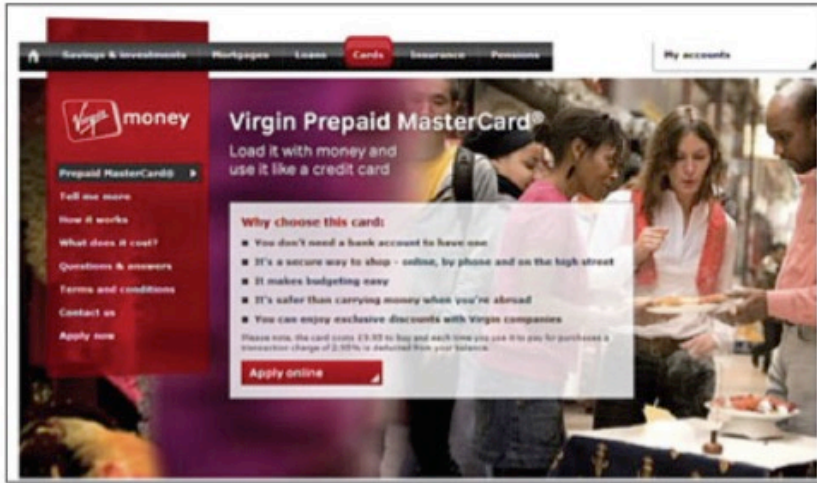 Savings & investments Mortgages Loans Cards Insurance Pensions My accounts
Virgin money
Prepaid MasterCard®
Tell me more
How it works
What does it cost?
Questions & answers
Terms and conditions
Contact us
Apply now
Virgin Prepaid MasterCard®
Load it with money and
use it like a credit card
Why choose this card:
You don't need a bank account to have one
It's a secure way to shop - online, by phone and on the high street
It makes budgeting easy
It's safer than carrying money when you're abroad
You can enjoy exclusive discounts with Virgin companies
Please note, the card costs £9.95 to buy and each time you use it to pay for purchases a
transaction charge of 2.95% is deducted from your balance.
Apply online